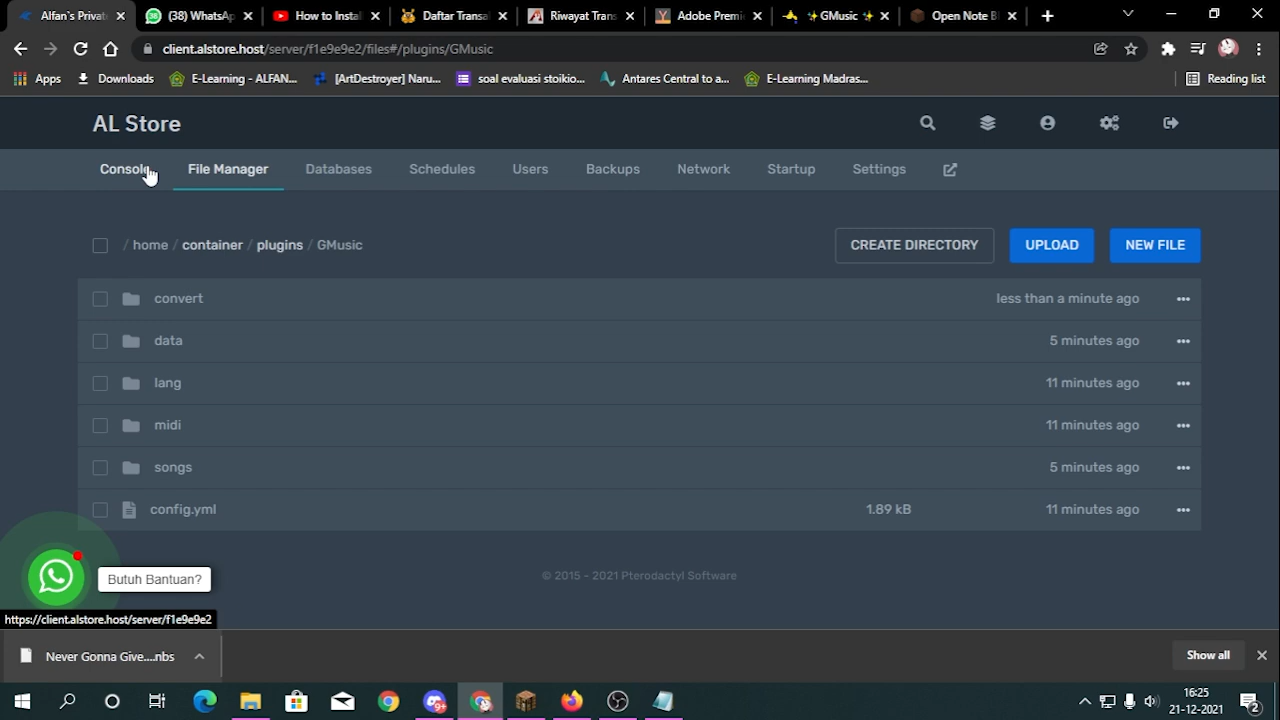 Alfan's Priva
(38) WhatsAp
How to Instal
Daftar Transa
Riwayat Trans
Adobe Premi
✨GMusic ✨
Open Note B
client.alstore.host/server/f1e9e9e2/files#/plugins/GMusic
Apps
Downloads
E-Learning - ALFAN...
[ArtDestroyer] Naru...
soal evaluasi stoikio...
Antares Central to a...
E-Learning Madras...
Reading list
AL Store
Console
File Manager
Databases
Schedules
Users
Backups
Network
Startup
Settings
/ home / container / plugins / GMusic
CREATE DIRECTORY
UPLOAD
NEW FILE
convert
less than a minute ago
data
5 minutes ago
lang
11 minutes ago
midi
11 minutes ago
songs
5 minutes ago
config.yml
1.89 kB
11 minutes ago
© 2015 - 2021 Pterodactyl Software
Butuh Bantuan?
https://client.alstore.host/server/f1e9e9e2
Never Gonna Give....nbs
Show all
16:25
21-12-2021
2